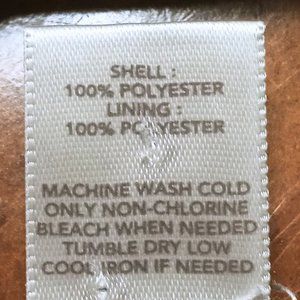 SHELL :
100% POLYESTER
LINING :
100% POLYESTER
MACHINE WASH COLD
ONLY NON-CHLORINE
BLEACH WHEN NEEDED
TUMBLE DRY LOW
COOL IRON IF NEEDED